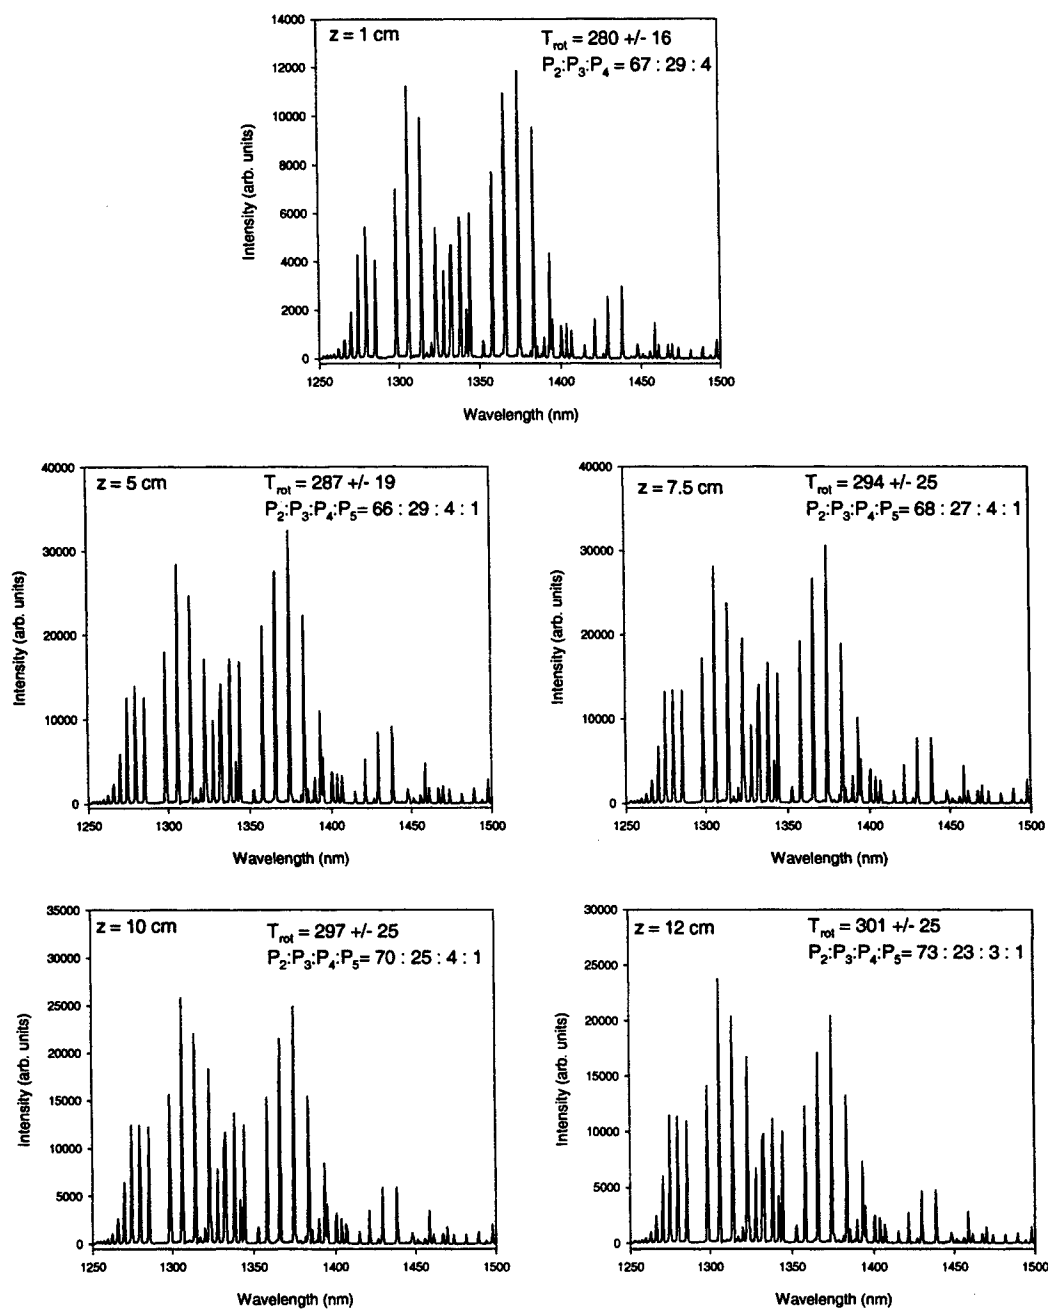 z = 1 cm
T_rot = 280 +/- 16
P_2:P_3:P_4 = 67 : 29 : 4
14000
12000
10000
8000
6000
4000
2000
0
Intensity (arb. units)
1250 1300 1350 1400 1450 1500
Wavelength (nm)
z = 5 cm
T_rot = 287 +/- 19
P_2:P_3:P_4:P_5= 66 : 29 : 4 : 1
40000
30000
20000
10000
0
Intensity (arb. units)
1250 1300 1350 1400 1450 1500
Wavelength (nm)
z = 7.5 cm
T_rot = 294 +/- 25
P_2:P_3:P_4:P_5= 68 : 27 : 4 : 1
40000
30000
20000
10000
0
Intensity (arb. units)
1250 1300 1350 1400 1450 1500
Wavelength (nm)
z = 10 cm
T_rot = 297 +/- 25
P_2:P_3:P_4:P_5= 70 : 25 : 4 : 1
35000
30000
25000
20000
15000
10000
5000
0
Intensity (arb. units)
1250 1300 1350 1400 1450 1500
Wavelength (nm)
z = 12 cm
T_rot = 301 +/- 25
P_2:P_3:P_4:P_5= 73 : 23 : 3 : 1
30000
25000
20000
15000
10000
5000
0
Intensity (arb. units)
1250 1300 1350 1400 1450 1500
Wavelength (nm)